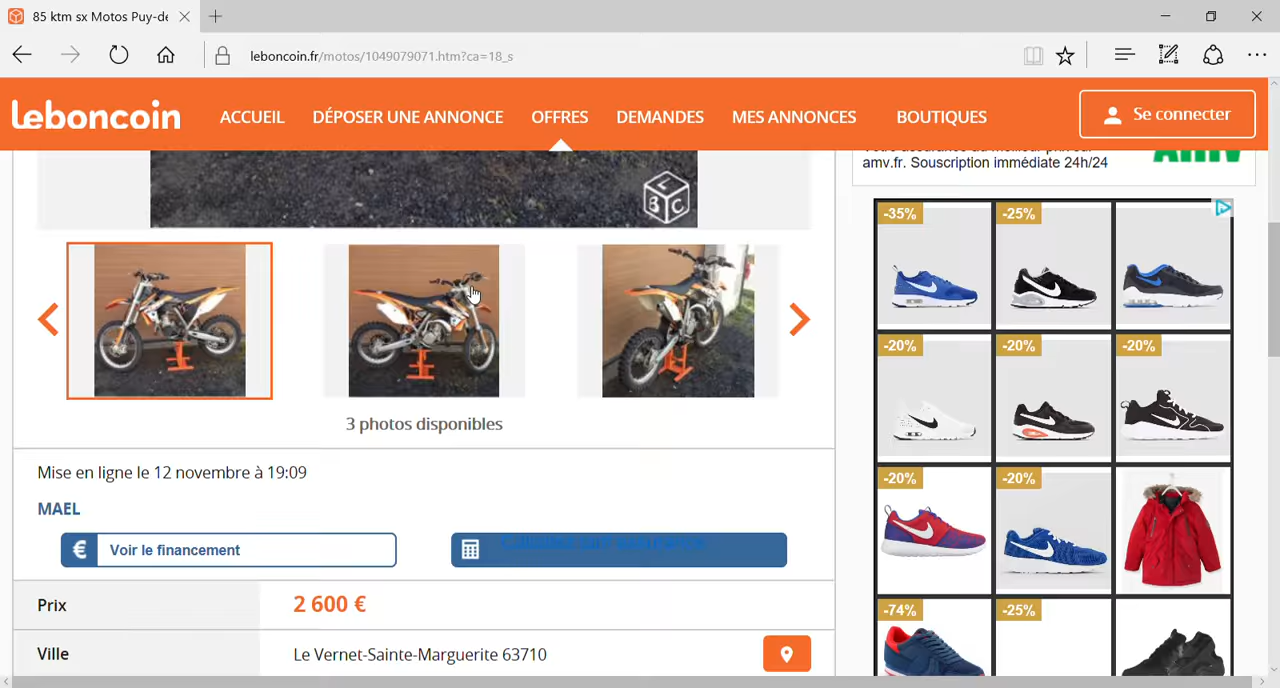 85 ktm sx Motos Puy-de
leboncoin.fr/motos/1049079071.htm?ca=18_s
leboncoin
ACCUEIL
DÉPOSER UNE ANNONCE
OFFRES
DEMANDES
MES ANNONCES
BOUTIQUES
Se connecter
amv.fr. Souscription immédiate 24h/24
LBC
3 photos disponibles
Mise en ligne le 12 novembre à 19:09
MAEL
€ Voir le financement
Prix
2 600 €
Ville
Le Vernet-Sainte-Marguerite 63710
-35%
-25%
-20%
-20%
-20%
-20%
-20%
-74%
-25%